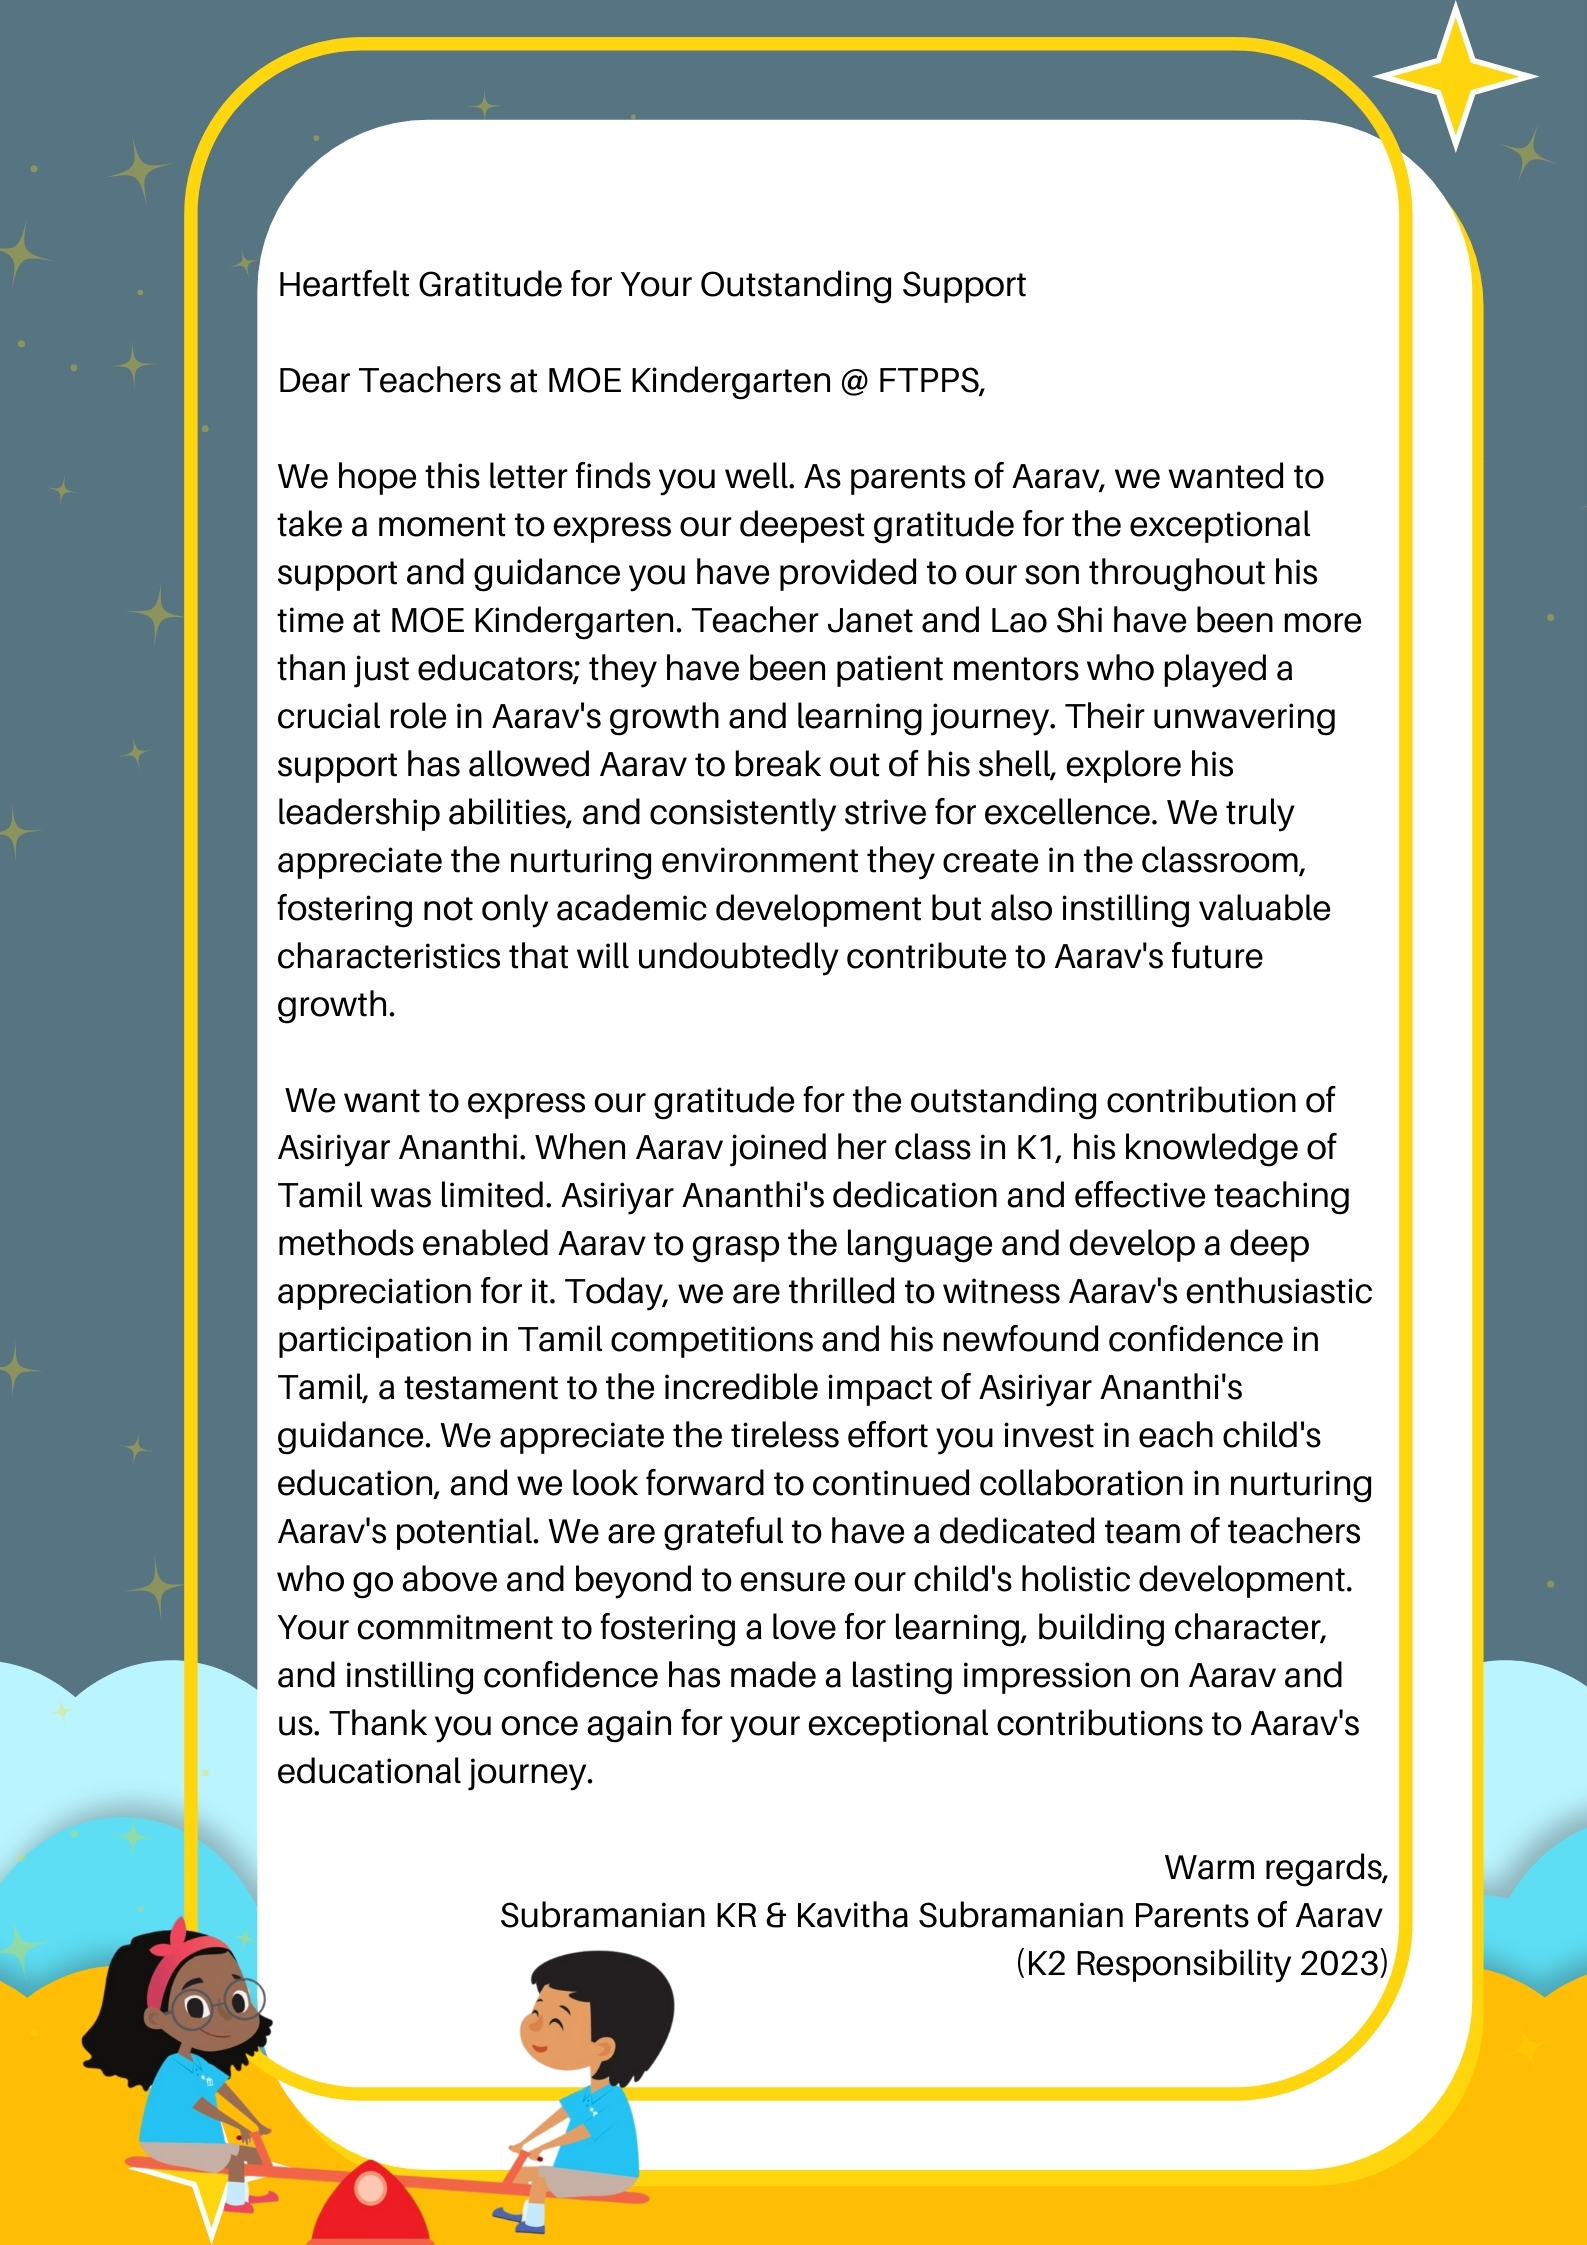 Heartfelt Gratitude for Your Outstanding Support
Dear Teachers at MOE Kindergarten @ FTPPS,
We hope this letter finds you well. As parents of Aarav, we wanted to
take a moment to express our deepest gratitude for the exceptional
support and guidance you have provided to our son throughout his
time at MOE Kindergarten. Teacher Janet and Lao Shi have been more
than just educators; they have been patient mentors who played a
crucial role in Aarav's growth and learning journey. Their unwavering
support has allowed Aarav to break out of his shell, explore his
leadership abilities, and consistently strive for excellence. We truly
appreciate the nurturing environment they create in the classroom,
fostering not only academic development but also instilling valuable
characteristics that will undoubtedly contribute to Aarav's future
growth.
We want to express our gratitude for the outstanding contribution of
Asiriyar Ananthi. When Aarav joined her class in K1, his knowledge of
Tamil was limited. Asiriyar Ananthi's dedication and effective teaching
methods enabled Aarav to grasp the language and develop a deep
appreciation for it. Today, we are thrilled to witness Aarav's enthusiastic
participation in Tamil competitions and his newfound confidence in
Tamil, a testament to the incredible impact of Asiriyar Ananthi's
guidance. We appreciate the tireless effort you invest in each child's
education, and we look forward to continued collaboration in nurturing
Aarav's potential. We are grateful to have a dedicated team of teachers
who go above and beyond to ensure our child's holistic development.
Your commitment to fostering a love for learning, building character,
and instilling confidence has made a lasting impression on Aarav and
us. Thank you once again for your exceptional contributions to Aarav's
educational journey.
Warm regards,
Subramanian KR & Kavitha Subramanian Parents of Aarav
(K2 Responsibility 2023)